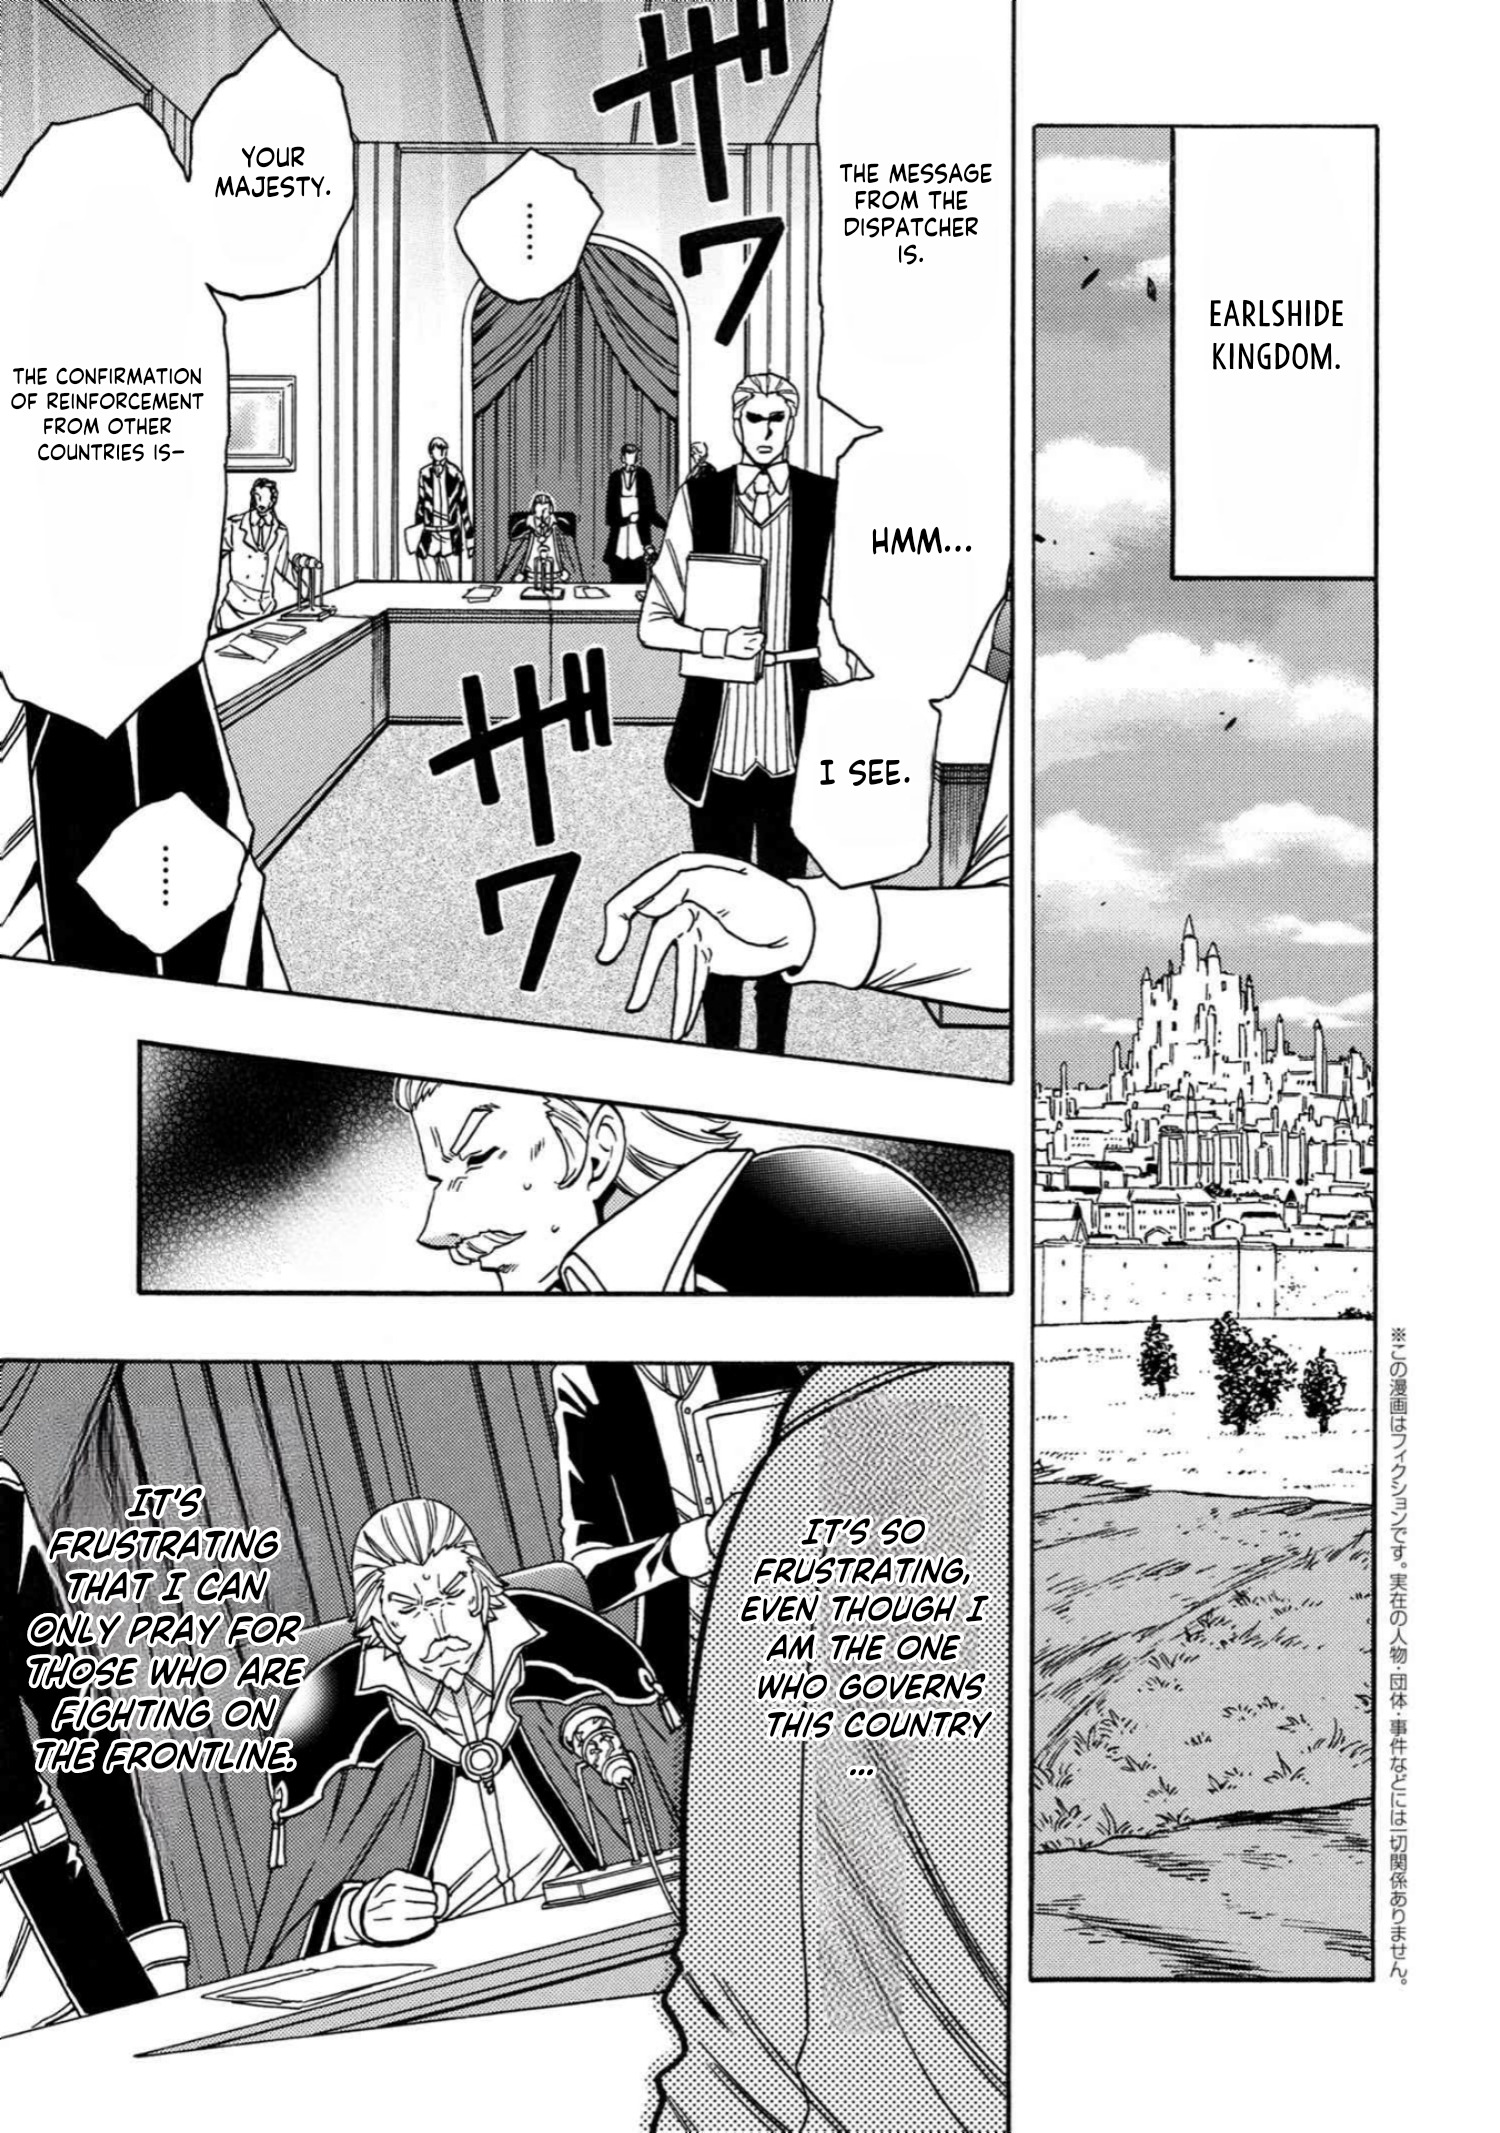 EARLSHIDE
KINGDOM.
THE MESSAGE
FROM THE
DISPATCHER
IS.
HMM...
I SEE.
ザワ
......
YOUR
MAJESTY.
THE CONFIRMATION
OF REINFORCEMENT
FROM OTHER
COUNTRIES IS-
ザワ
......
IT'S SO
FRUSTRATING,
EVEN THOUGH I
AM THE ONE
WHO GOVERNS
THIS COUNTRY
...
IT'S
FRUSTRATING
THAT I CAN
ONLY PRAY FOR
THOSE WHO ARE
FIGHTING ON
THE FRONTLINE.
※この漫画はフィクションです。実在の人物・団体・事件などには一切関係ありません。